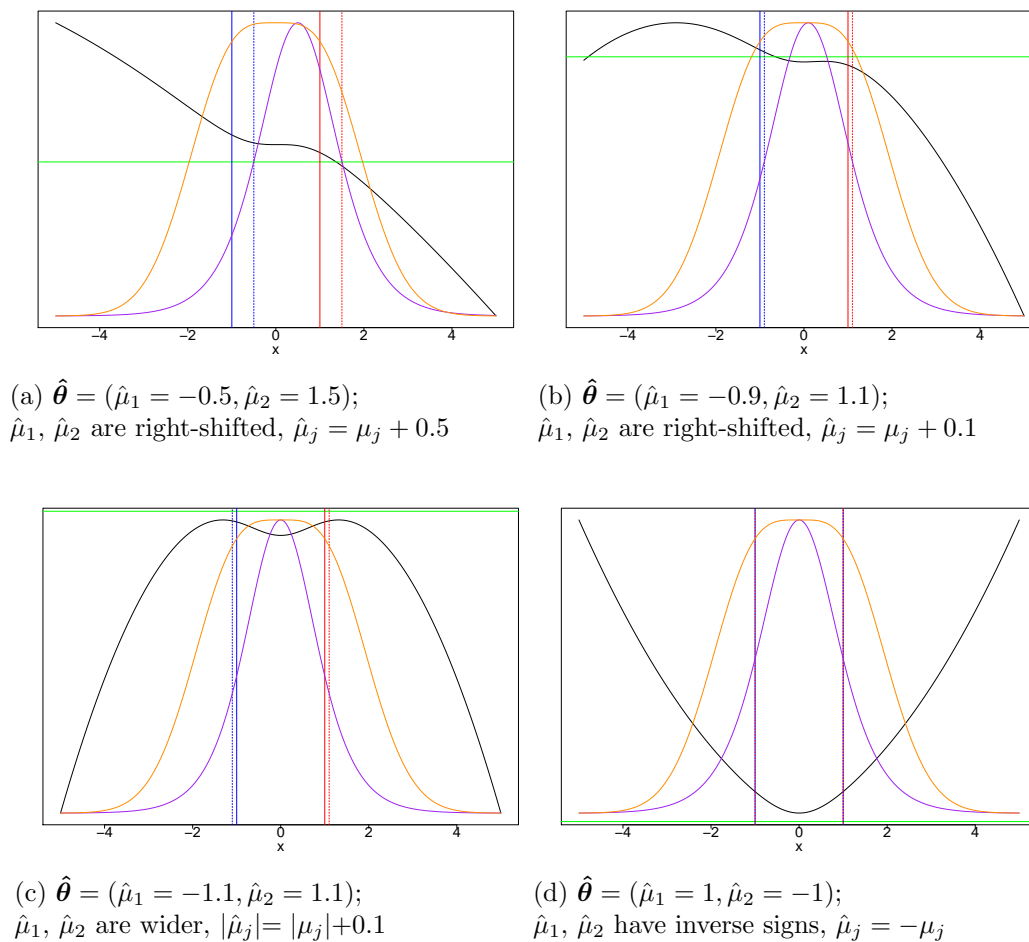 −4 −2 0 2 4
x
−4 −2 0 2 4
x
(a) θ̂ = (μ̂₁ = −0.5, μ̂₂ = 1.5);
μ̂₁, μ̂₂ are right-shifted, μ̂ⱼ = μⱼ + 0.5
(b) θ̂ = (μ̂₁ = −0.9, μ̂₂ = 1.1);
μ̂₁, μ̂₂ are right-shifted, μ̂ⱼ = μⱼ + 0.1
−4 −2 0 2 4
x
−4 −2 0 2 4
x
(c) θ̂ = (μ̂₁ = −1.1, μ̂₂ = 1.1);
μ̂₁, μ̂₂ are wider, |μ̂ⱼ|= |μⱼ|+0.1
(d) θ̂ = (μ̂₁ = 1, μ̂₂ = −1);
μ̂₁, μ̂₂ have inverse signs, μ̂ⱼ = −μⱼ